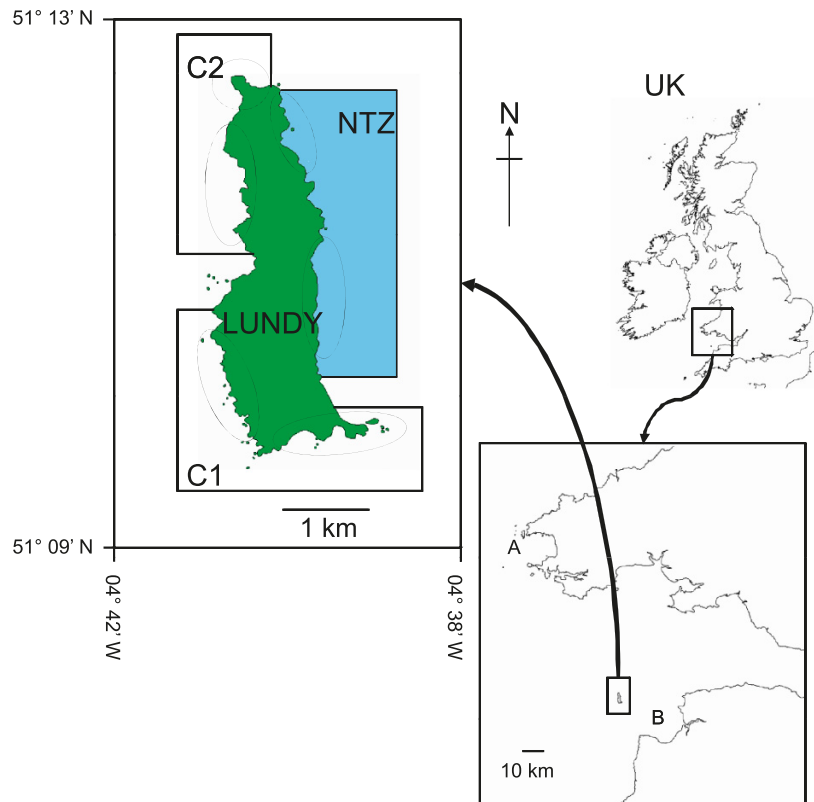 51° 13' N
C2
NTZ
N
UK
LUNDY
C1
1 km
51° 09' N
04° 42' W
04° 38' W
A
B
10 km